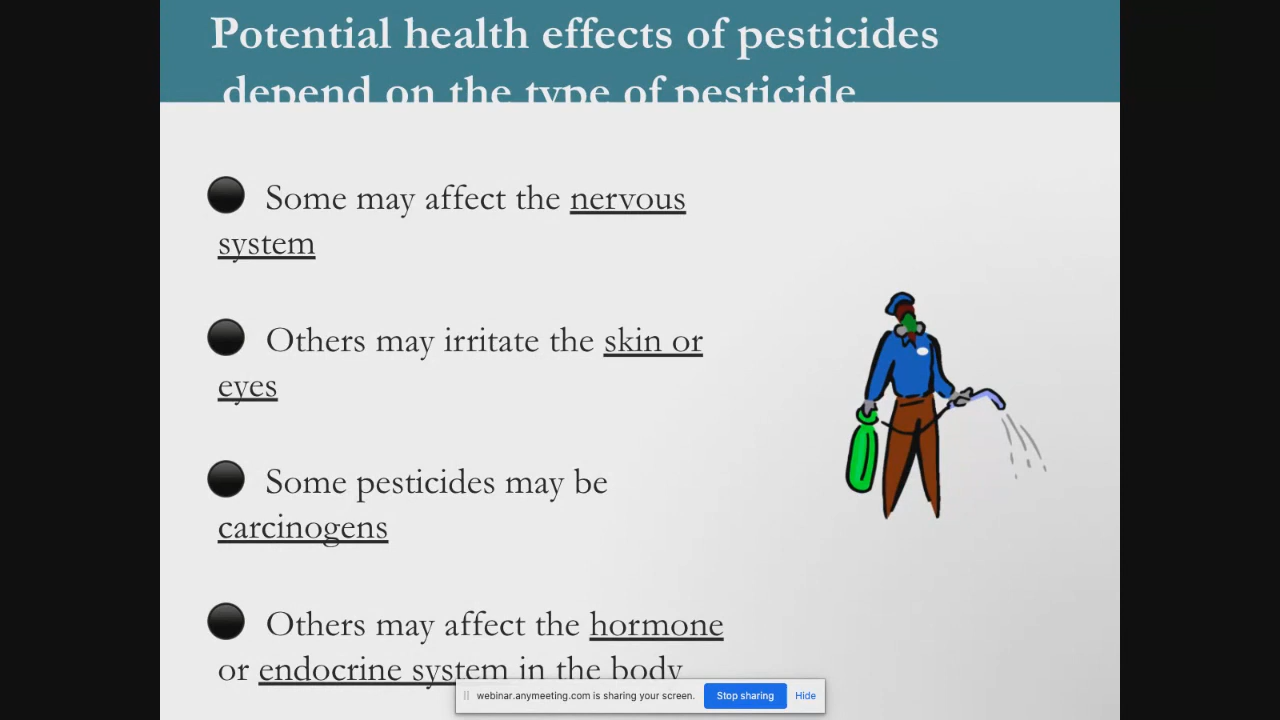 Potential health effects of pesticides
depend on the type of pesticide
Some may affect the nervous
system
Others may irritate the skin or
eyes
Some pesticides may be
carcinogens
Others may affect the hormone
or endocrine system in the body
webinar.anymeeting.com is sharing your screen.
Stop sharing
Hide